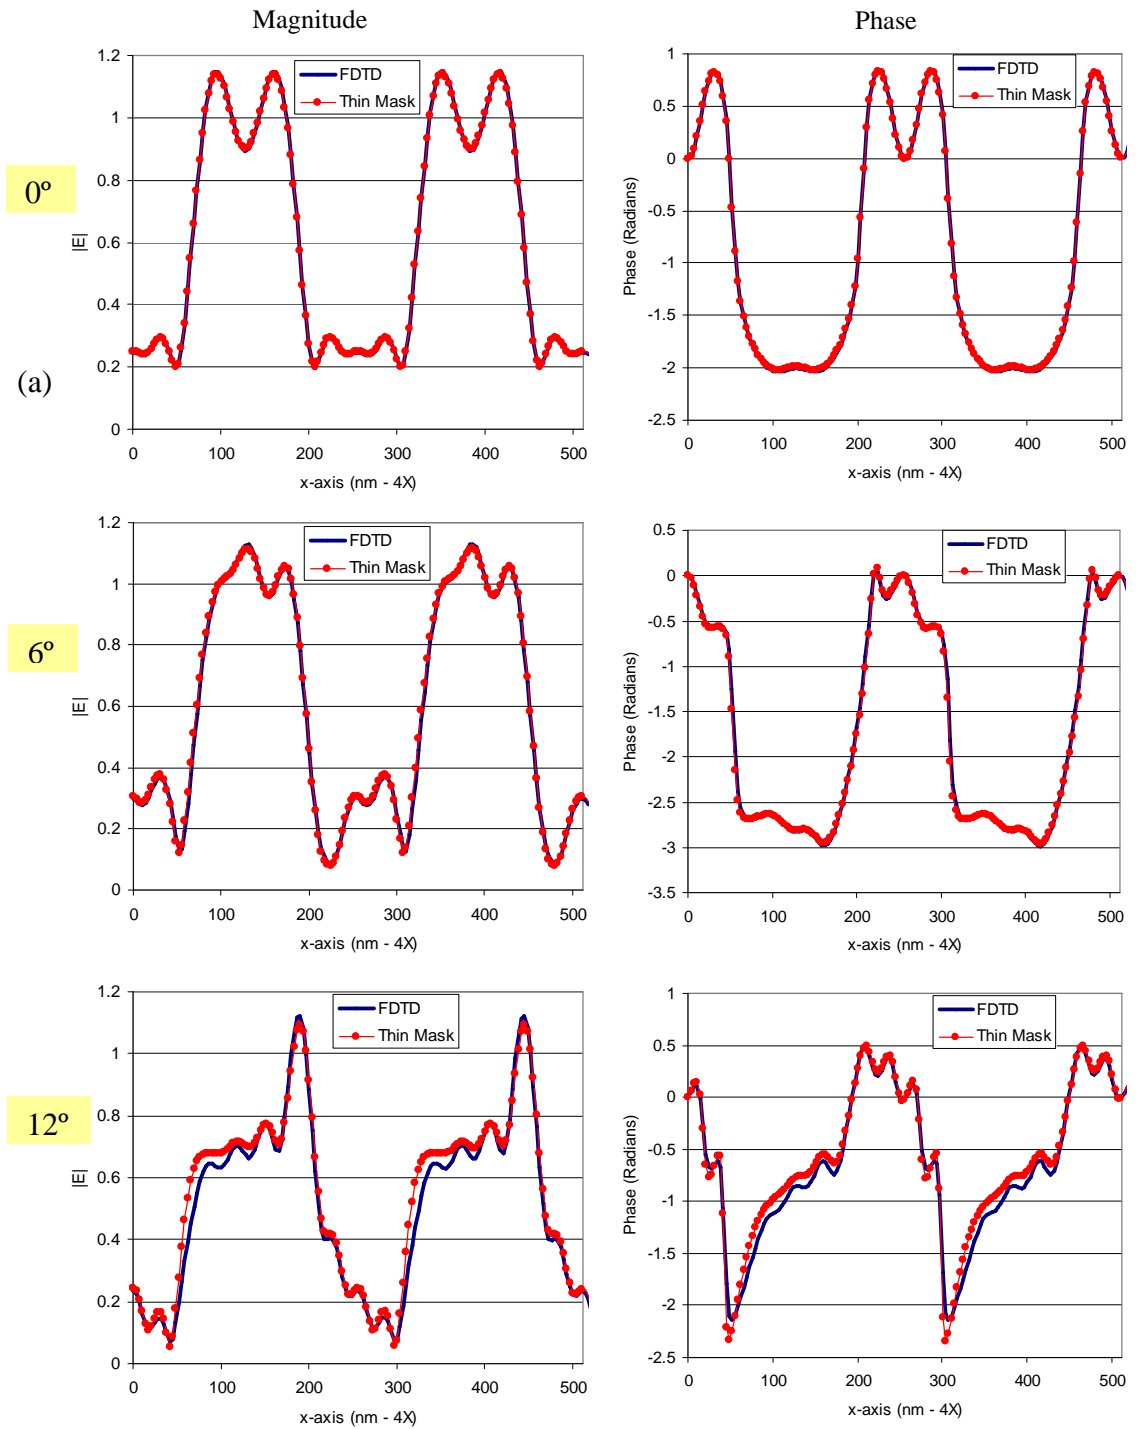 Magnitude
Phase
0º
(a)
|E|
1.2
1
0.8
0.6
0.4
0.2
0
FDTD
Thin Mask
0 100 200 300 400 500
x-axis (nm - 4X)
Phase (Radians)
1
0.5
0
-0.5
-1
-1.5
-2
-2.5
FDTD
Thin Mask
0 100 200 300 400 500
x-axis (nm - 4X)
6º
|E|
1.2
1
0.8
0.6
0.4
0.2
0
FDTD
Thin Mask
0 100 200 300 400 500
x-axis (nm - 4X)
Phase (Radians)
0.5
0
-0.5
-1
-1.5
-2
-2.5
-3
-3.5
FDTD
Thin Mask
0 100 200 300 400 500
x-axis (nm - 4X)
12º
|E|
1.2
1
0.8
0.6
0.4
0.2
0
FDTD
Thin Mask
0 100 200 300 400 500
x-axis (nm - 4X)
Phase (Radians)
1
0.5
0
-0.5
-1
-1.5
-2
-2.5
FDTD
Thin Mask
0 100 200 300 400 500
x-axis (nm - 4X)